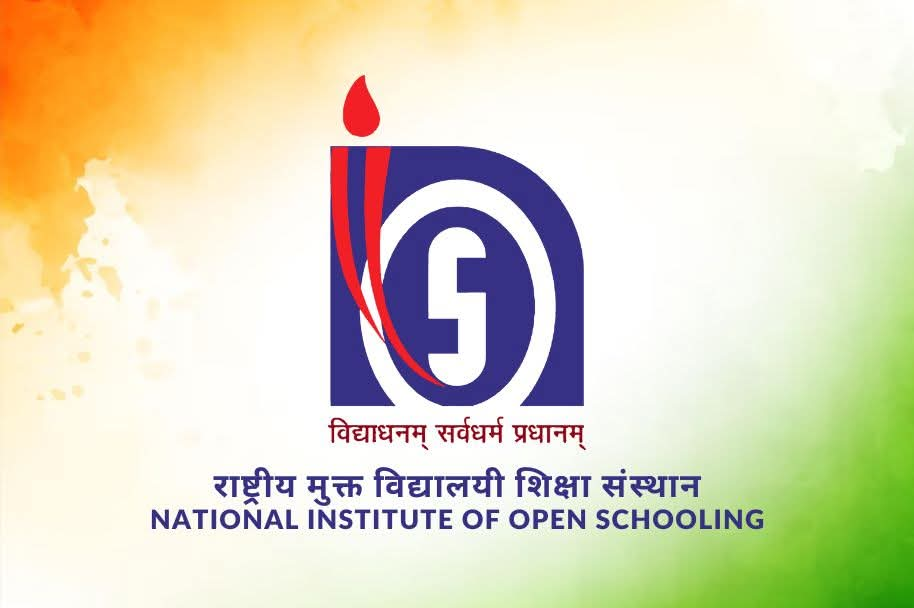 विद्याधनम् सर्वधर्म प्रधानम्
राष्ट्रीय मुक्त विद्यालयी शिक्षा संस्थान
NATIONAL INSTITUTE OF OPEN SCHOOLING